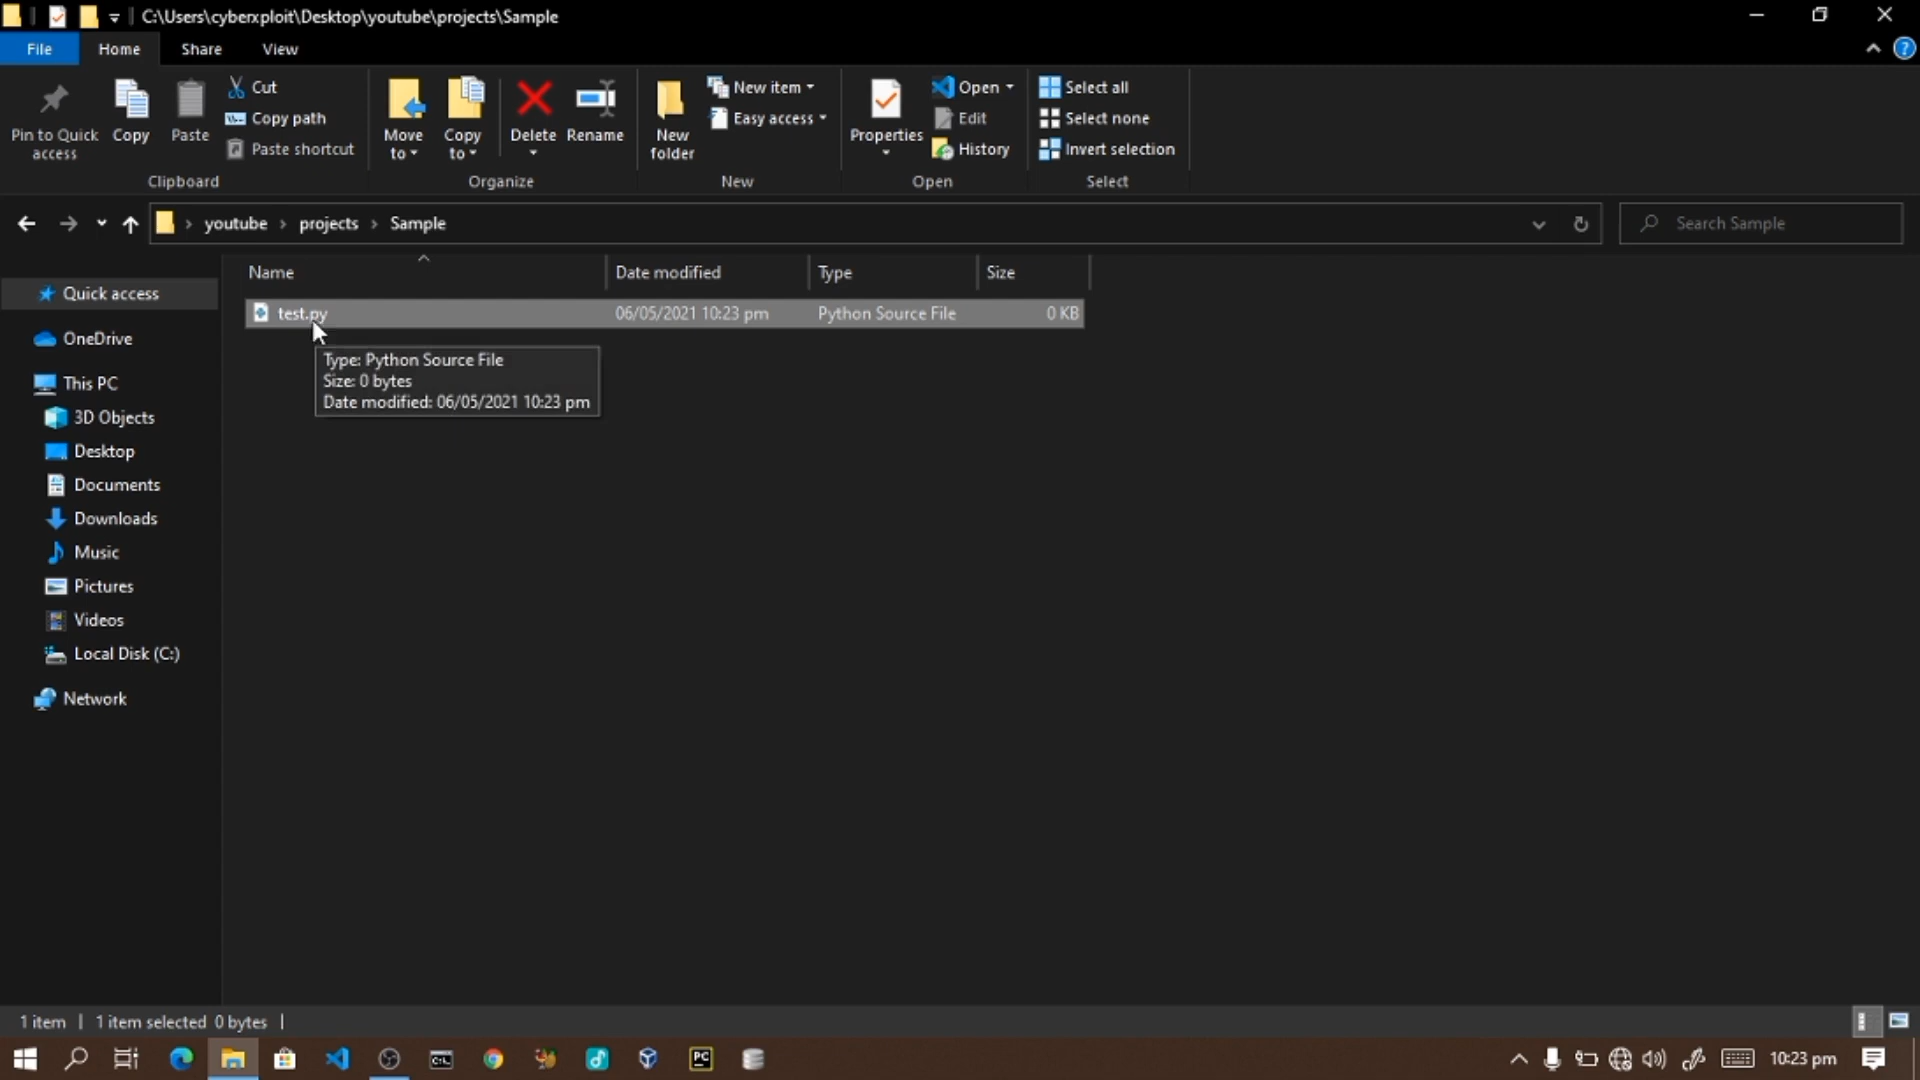 C:\Users\cyberxploit\Desktop\youtube\projects\Sample
File Home Share View
Pin to Quick access
Copy
Paste
Cut
Copy path
Paste shortcut
Clipboard
Move to
Copy to
Delete
Rename
Organize
New folder
New item
Easy access
New
Properties
Open
Edit
History
Open
Select all
Select none
Invert selection
Select
youtube projects Sample
Search Sample
Name Date modified Type Size
test.py 06/05/2021 10:23 pm Python Source File 0 KB
Type: Python Source File
Size: 0 bytes
Date modified: 06/05/2021 10:23 pm
Quick access
OneDrive
This PC
3D Objects
Desktop
Documents
Downloads
Music
Pictures
Videos
Local Disk (C:)
Network
1 item 1 item selected 0 bytes
C:\ PC 10:23 pm